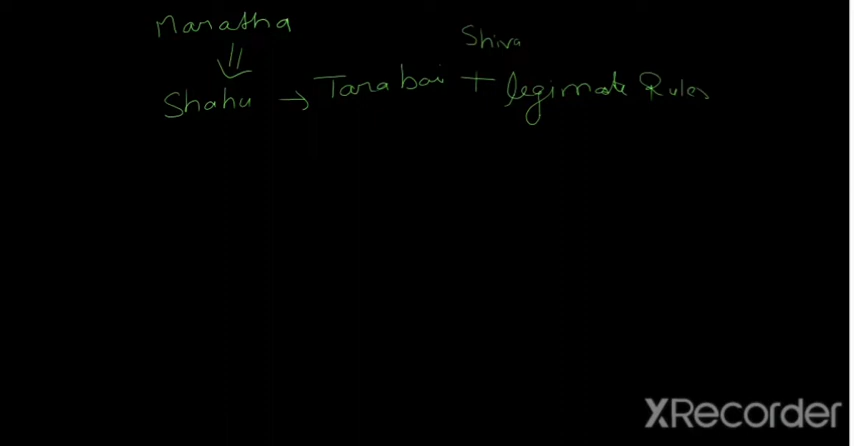 Maratha
⇓ Shiva
Shahu → Tarabai + legimate Rules
XRecorder